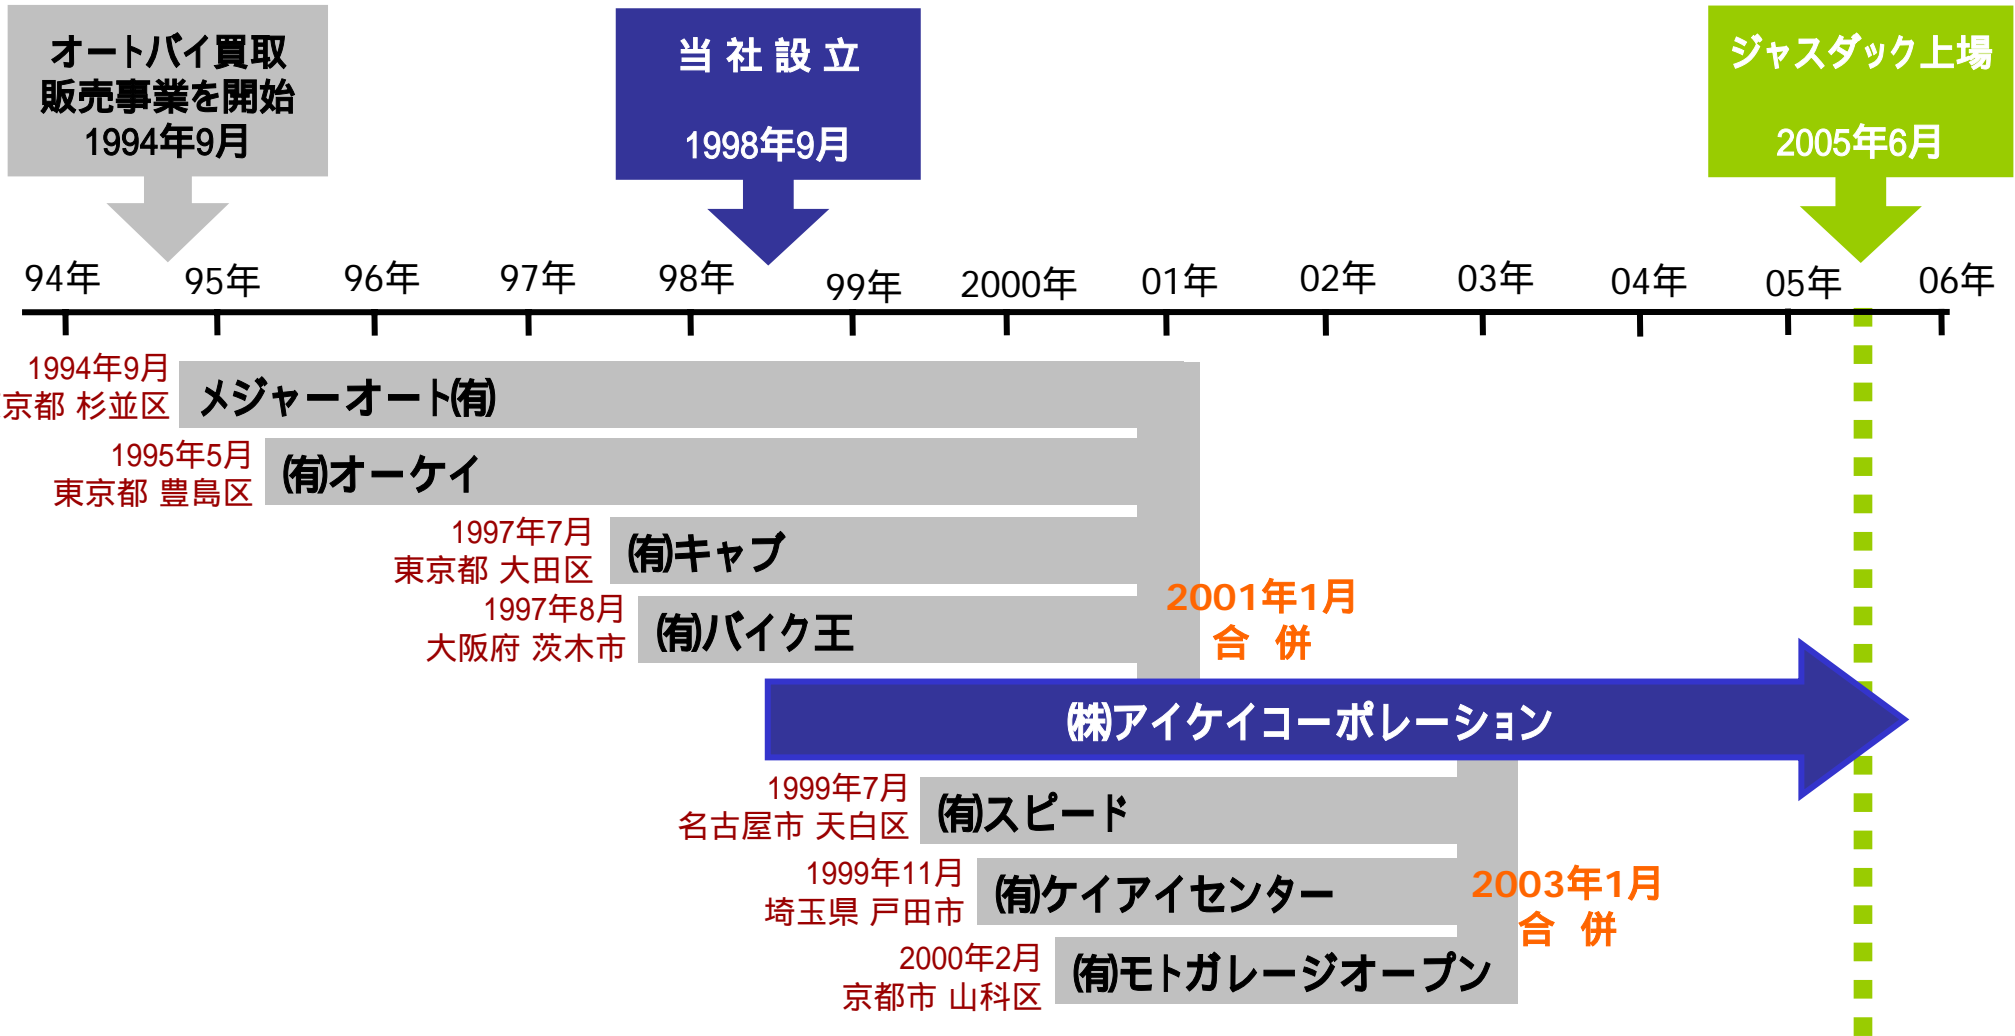 オートバイ買取
販売事業を開始
1994年9月
当 社 設 立
1998年9月
ジャスダック上場
2005年6月
94年
95年
96年
97年
98年
99年
2000年
01年
02年
03年
04年
05年
06年
1994年9月
京都 杉並区
メジャーオート㈲
1995年5月
東京都 豊島区
㈲オーケイ
1997年7月
東京都 大田区
㈲キャブ
1997年8月
大阪府 茨木市
㈲バイク王
2001年1月
合 併
㈱アイケイコーポレーション
1999年7月
名古屋市 天白区
㈲スピード
1999年11月
埼玉県 戸田市
㈲ケイアイセンター
2003年1月
合 併
2000年2月
京都市 山科区
㈲モトガレージオープン